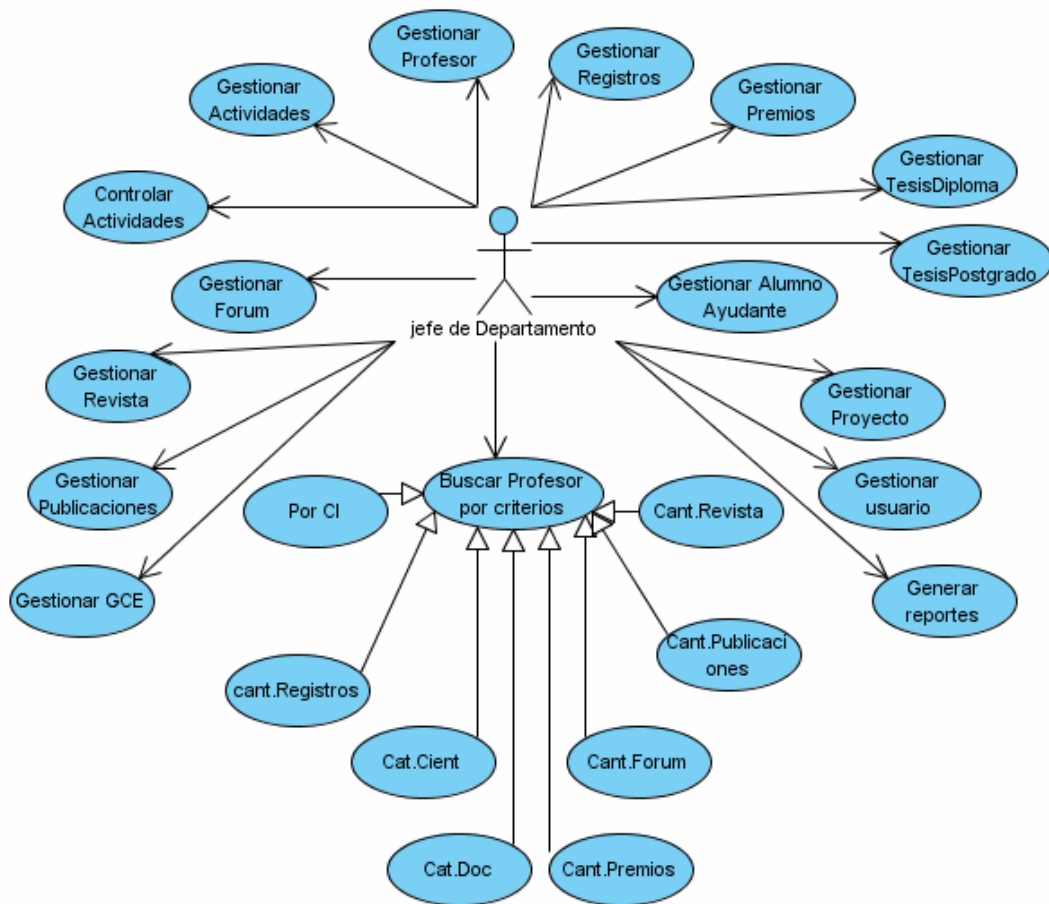 Gestionar
Profesor
Gestionar
Registros
Gestionar
Actividades
Gestionar
Premios
Gestionar
TesisDiploma
Controlar
Actividades
Gestionar
TesisPostgrado
Gestionar
Forum
Gestionar Alumno
Ayudante
jefe de Departamento
Gestionar
Revista
Gestionar
Proyecto
Gestionar
Publicaciones
Por CI
Buscar Profesor
por criterios
Cant.Revista
Gestionar
usuario
Gestionar GCE
Generar
reportes
cant.Registros
Cant.Publicaci
ones
Cat.Cient
Cant.Forum
Cat.Doc
Cant.Premios